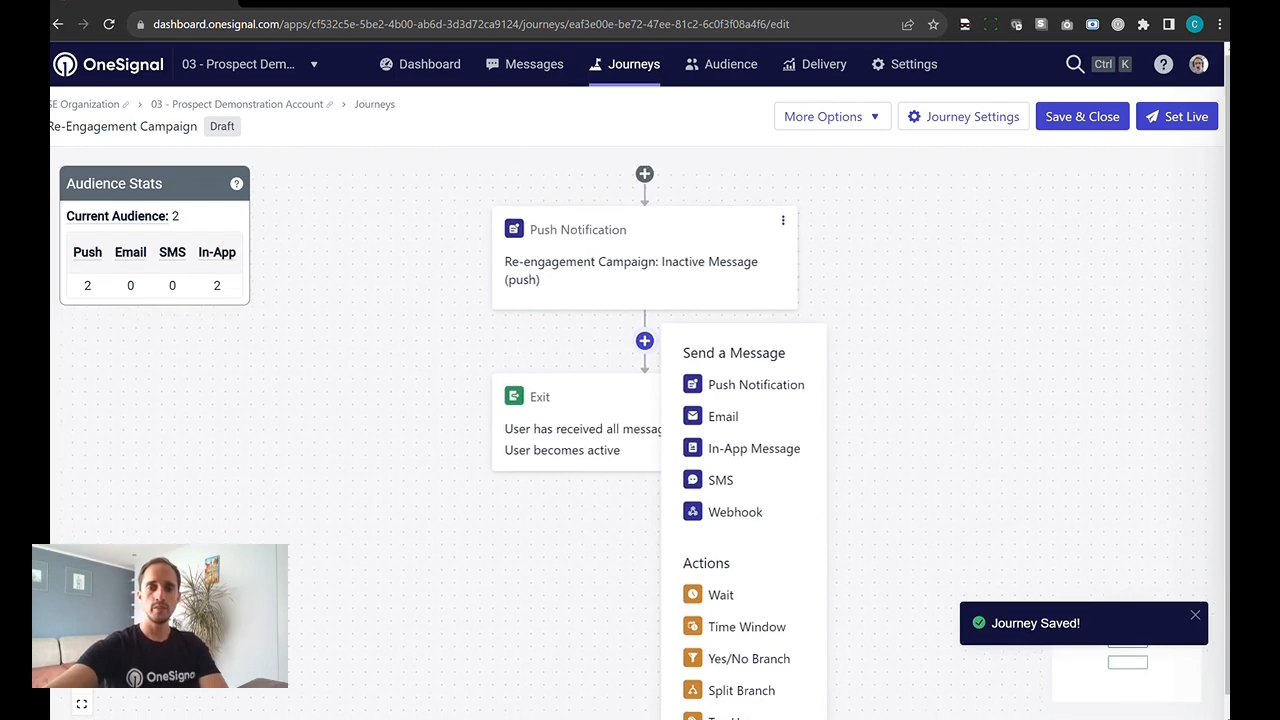 dashboard.onesignal.com/apps/cf532c5e-5be2-4b00-ab6d-3d3d72ca9124/journeys/eaf3e00e-be72-47ee-81c2-6c0f3f08a4f6/edit
OneSignal
03 - Prospect Dem...
Dashboard
Messages
Journeys
Audience
Delivery
Settings
Ctrl
K
SE Organization
03 - Prospect Demonstration Account
Journeys
Re-Engagement Campaign
Draft
More Options
Journey Settings
Save & Close
Set Live
Audience Stats
Current Audience: 2
Push Email SMS In-App
2 0 0 2
Push Notification
Re-engagement Campaign: Inactive Message
(push)
Exit
User has received all messag
User becomes active
Send a Message
Push Notification
Email
In-App Message
SMS
Webhook
Actions
Wait
Time Window
Yes/No Branch
Split Branch
Journey Saved!
OneSigna